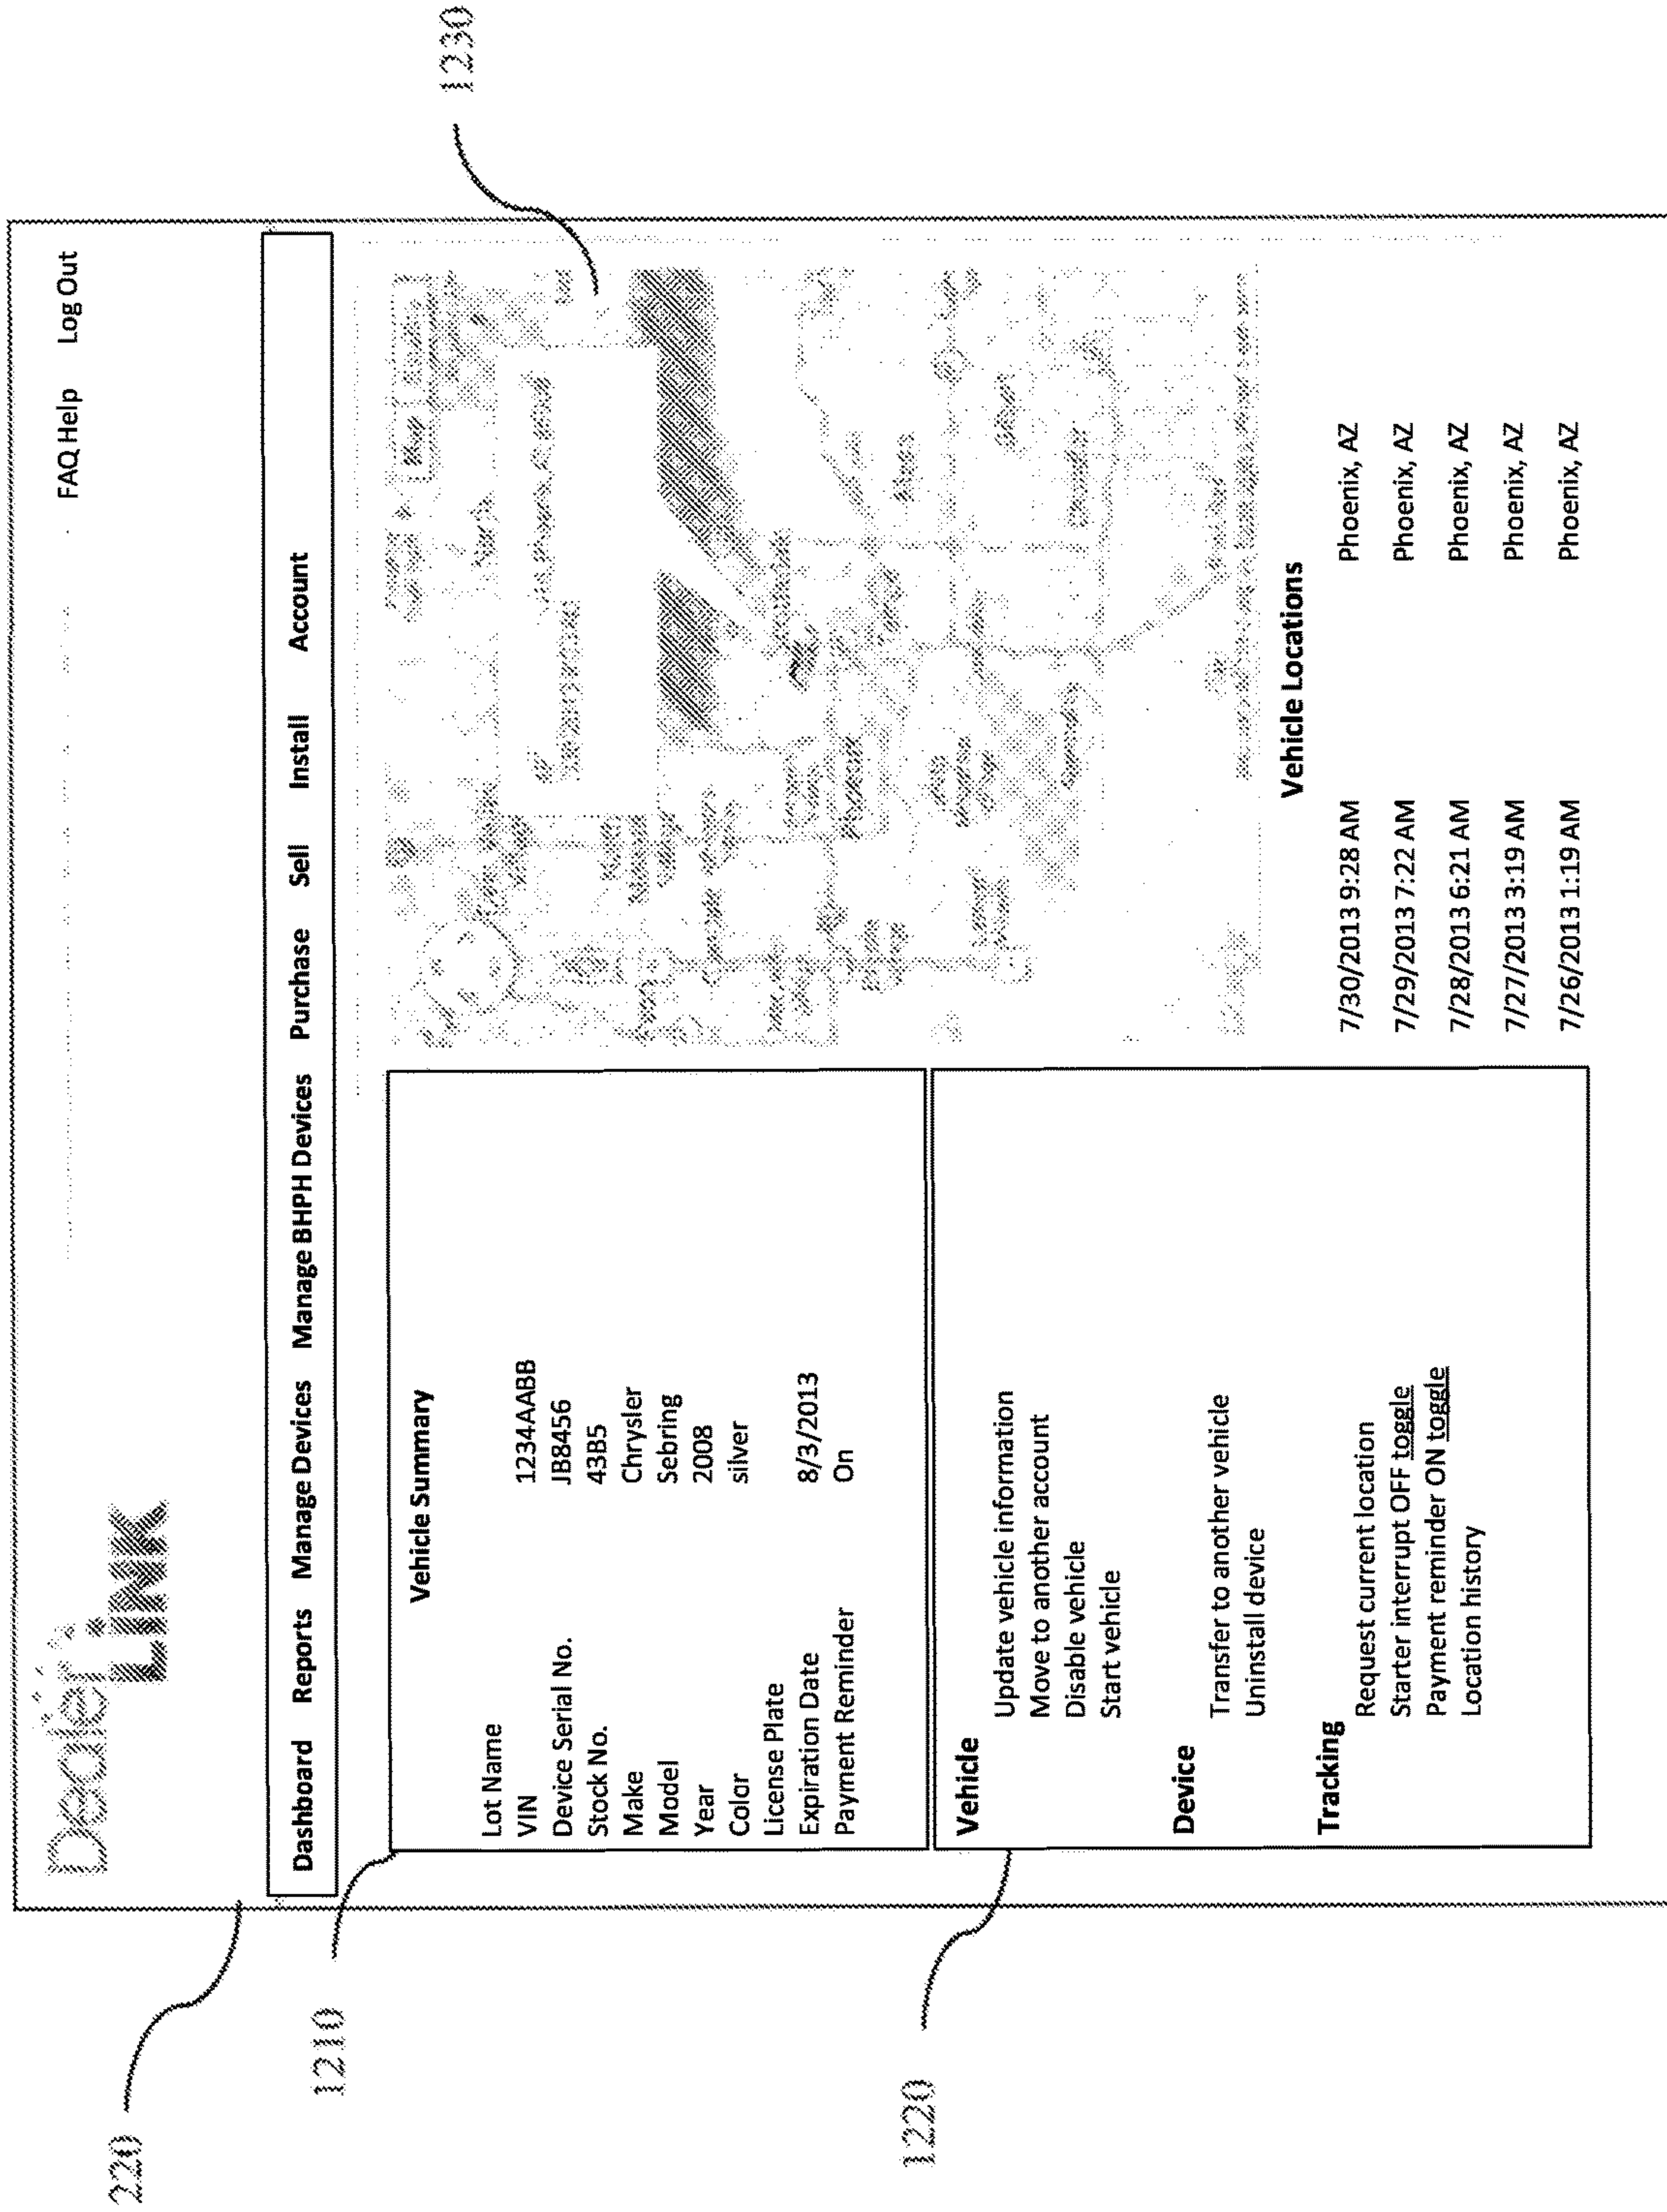 Dealer
LINK
FAQ Help Log Out
Dashboard Reports Manage Devices Manage BHPH Devices Purchase Sell Install Account
220
1210
Vehicle Summary
Lot Name
VIN 1234AABB
Device Serial No. JB8456
Stock No. 43B5
Make Chrysler
Model Sebring
Year 2008
Color silver
License Plate
Expiration Date 8/3/2013
Payment Reminder On
1220
Vehicle
Update vehicle information
Move to another account
Disable vehicle
Start vehicle
Device
Transfer to another vehicle
Uninstall device
Tracking
Request current location
Starter interrupt OFF toggle
Payment reminder ON toggle
Location history
1230
Map
Vehicle Locations
7/30/2013 9:28 AM Phoenix, AZ
7/29/2013 7:22 AM Phoenix, AZ
7/28/2013 6:21 AM Phoenix, AZ
7/27/2013 3:19 AM Phoenix, AZ
7/26/2013 1:19 AM Phoenix, AZ